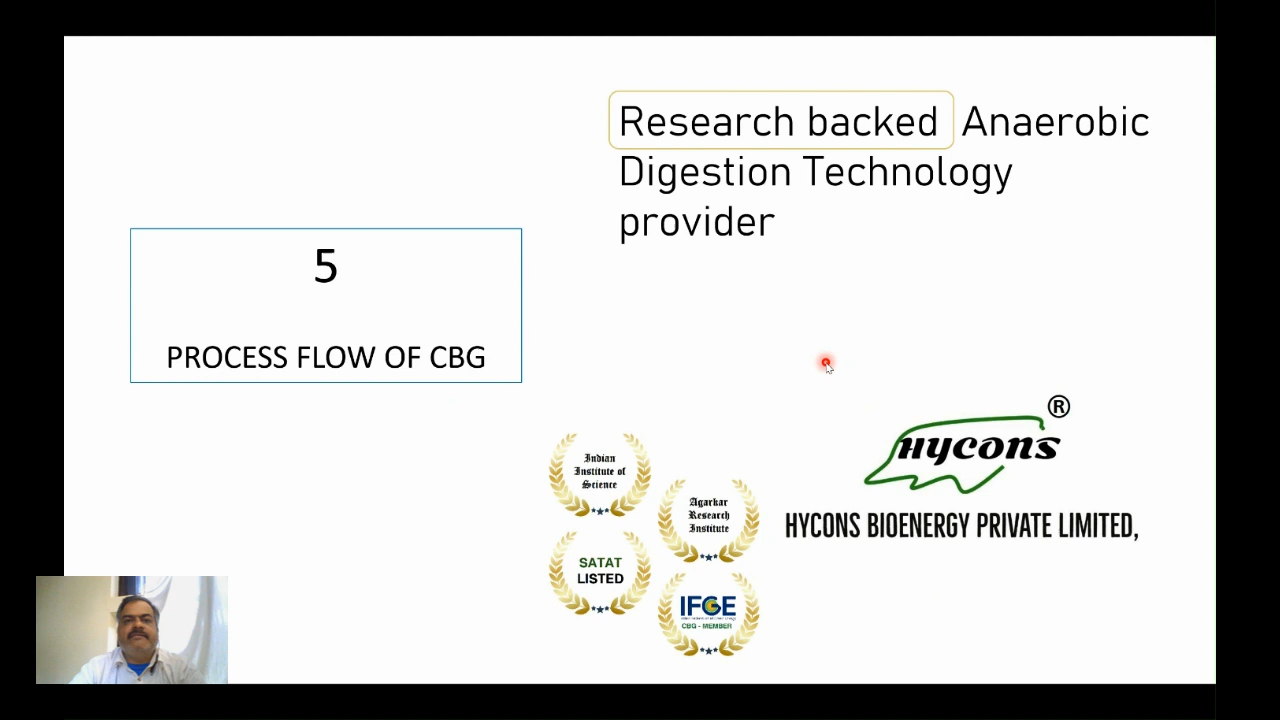 Research backed Anaerobic
Digestion Technology
provider
5
PROCESS FLOW OF CBG
Hycons®
HYCONS BIOENERGY PRIVATE LIMITED,
Indian
Institute of
Science
Agarkar
Research
Institute
SATAT
LISTED
IFGE
CBG - MEMBER